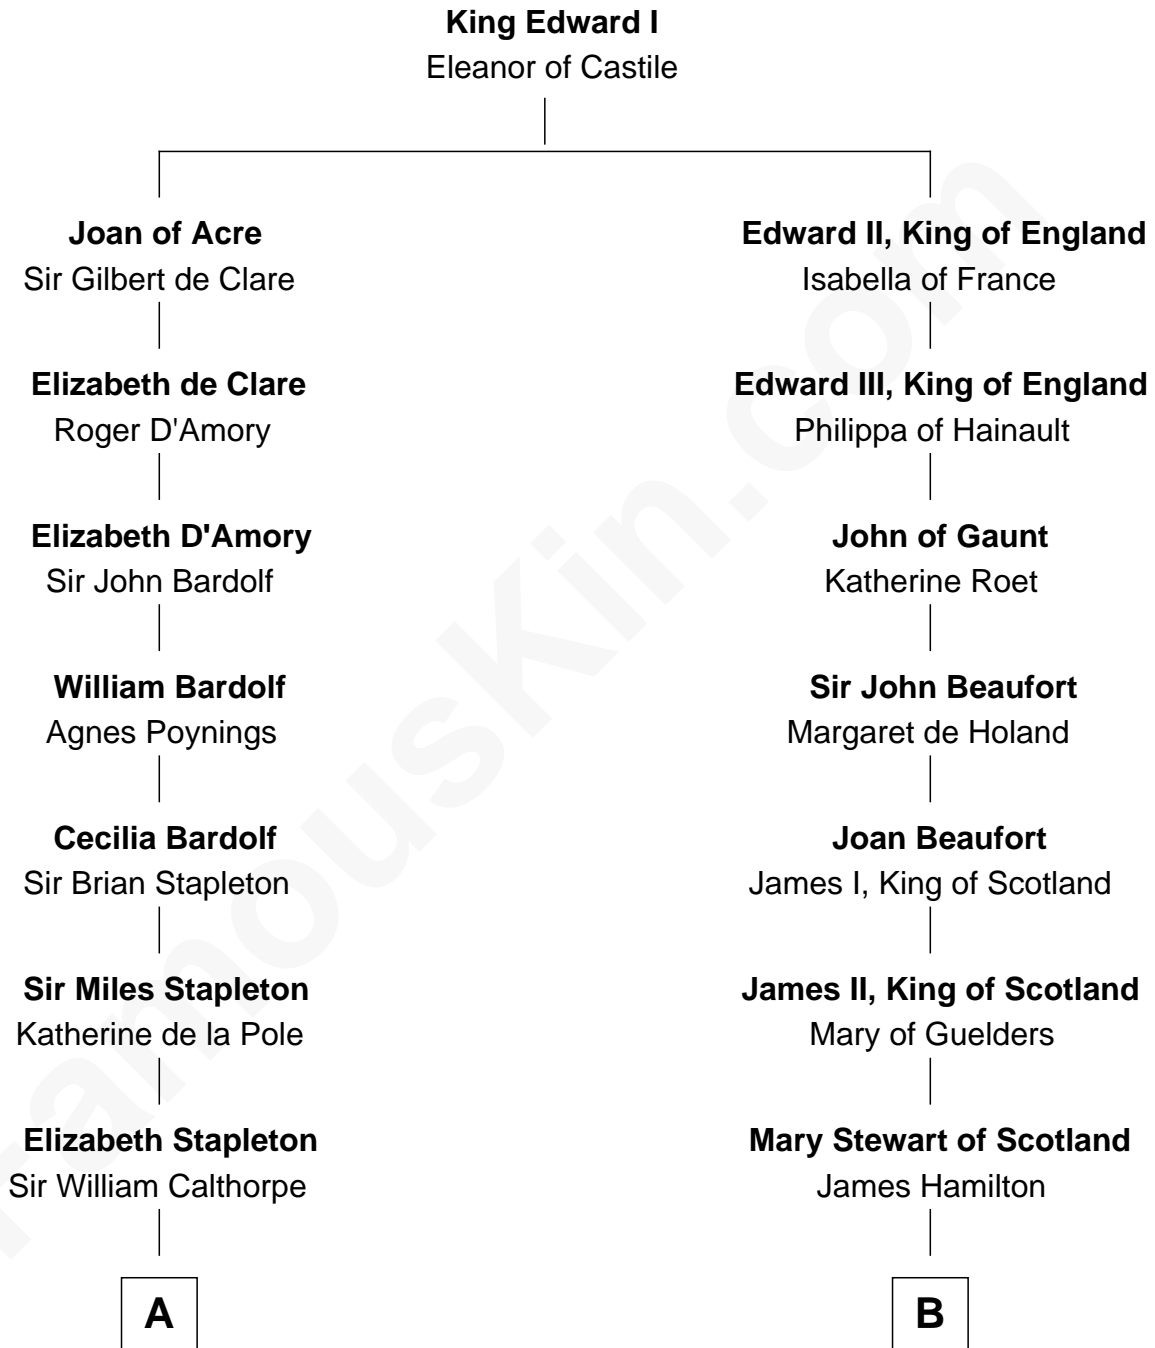 King Edward I
Eleanor of Castile
Joan of Acre
Sir Gilbert de Clare
Edward II, King of England
Isabella of France
Elizabeth de Clare
Roger D'Amory
Edward III, King of England
Philippa of Hainault
Elizabeth D'Amory
Sir John Bardolf
John of Gaunt
Katherine Roet
William Bardolf
Agnes Poynings
Sir John Beaufort
Margaret de Holand
Cecilia Bardolf
Sir Brian Stapleton
Joan Beaufort
James I, King of Scotland
Sir Miles Stapleton
Katherine de la Pole
James II, King of Scotland
Mary of Guelders
Elizabeth Stapleton
Sir William Calthorpe
Mary Stewart of Scotland
James Hamilton
A
B
FamousKin.com